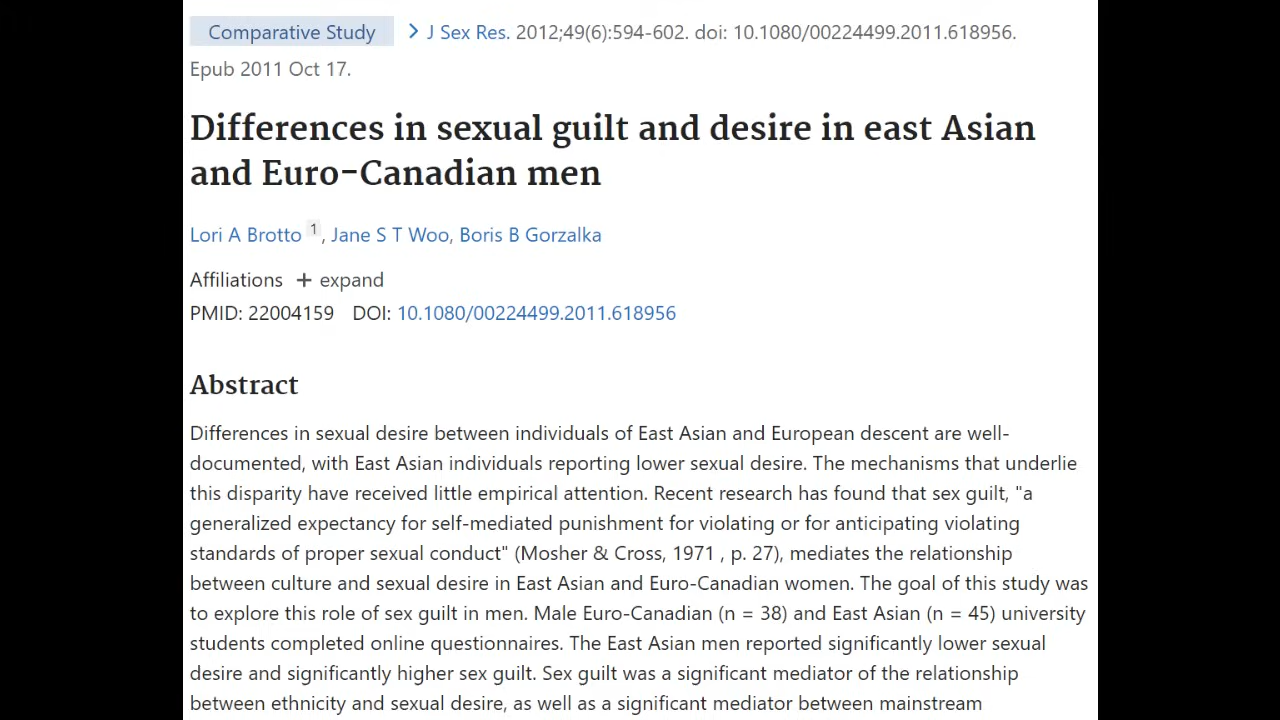 Comparative Study > J Sex Res. 2012;49(6):594-602. doi: 10.1080/00224499.2011.618956.
Epub 2011 Oct 17.
Differences in sexual guilt and desire in east Asian
and Euro-Canadian men
Lori A Brotto 1, Jane S T Woo, Boris B Gorzalka
Affiliations + expand
PMID: 22004159 DOI: 10.1080/00224499.2011.618956
Abstract
Differences in sexual desire between individuals of East Asian and European descent are well-
documented, with East Asian individuals reporting lower sexual desire. The mechanisms that underlie
this disparity have received little empirical attention. Recent research has found that sex guilt, "a
generalized expectancy for self-mediated punishment for violating or for anticipating violating
standards of proper sexual conduct" (Mosher & Cross, 1971 , p. 27), mediates the relationship
between culture and sexual desire in East Asian and Euro-Canadian women. The goal of this study was
to explore this role of sex guilt in men. Male Euro-Canadian (n = 38) and East Asian (n = 45) university
students completed online questionnaires. The East Asian men reported significantly lower sexual
desire and significantly higher sex guilt. Sex guilt was a significant mediator of the relationship
between ethnicity and sexual desire, as well as a significant mediator between mainstream